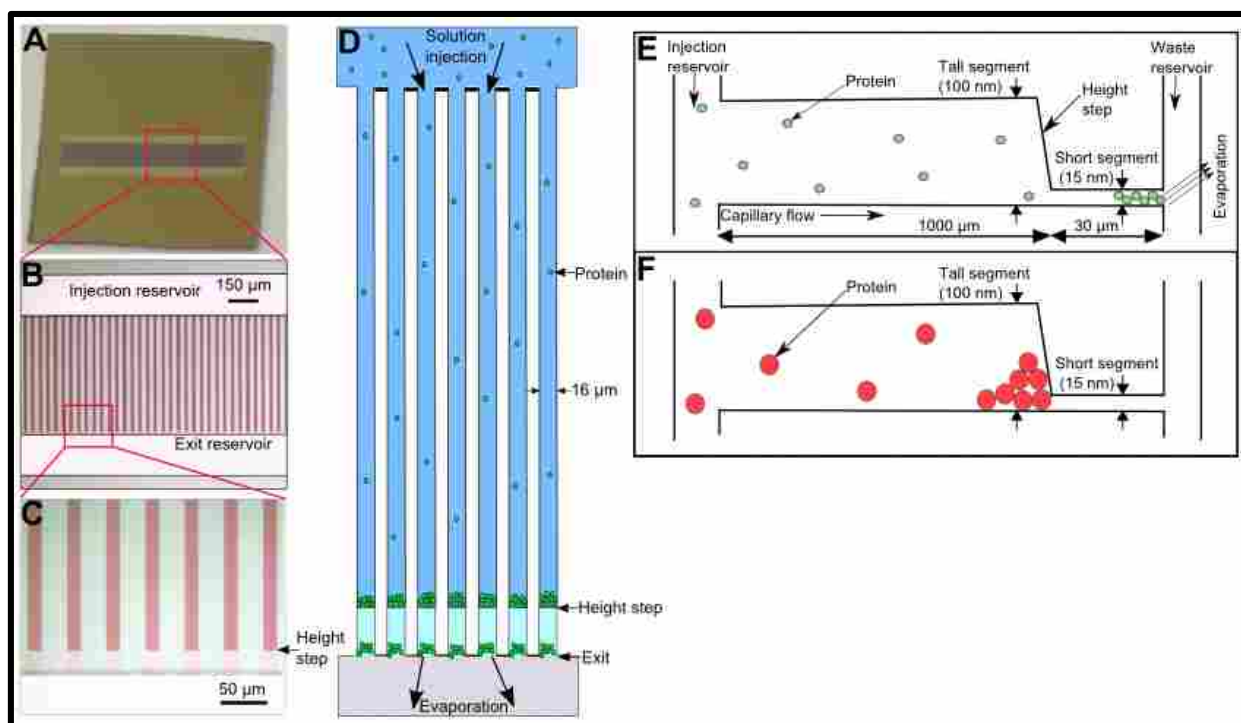 A
B
Injection reservoir
150 µm
Exit reservoir
C
Height
step
50 µm
D
Solution
injection
Protein
16 µm
Height step
Exit
Evaporation
E
Injection
reservoir
Protein
Tall segment
(100 nm)
Waste
reservoir
Height
step
Short segment
(15 nm)
Evaporation
Capillary flow
1000 µm
30 µm
F
Protein
Tall segment
(100 nm)
Short segment
(15 nm)